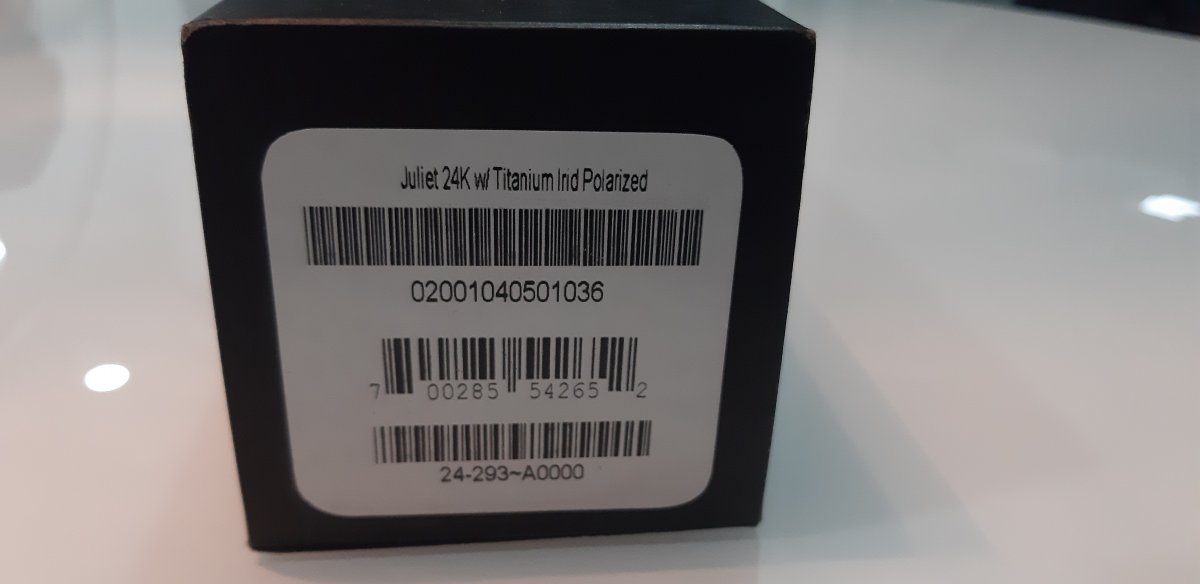 Juliet 24K w/ Titanium Irid Polarized
02001040501036
7 00285 54265 2
24-293~A0000